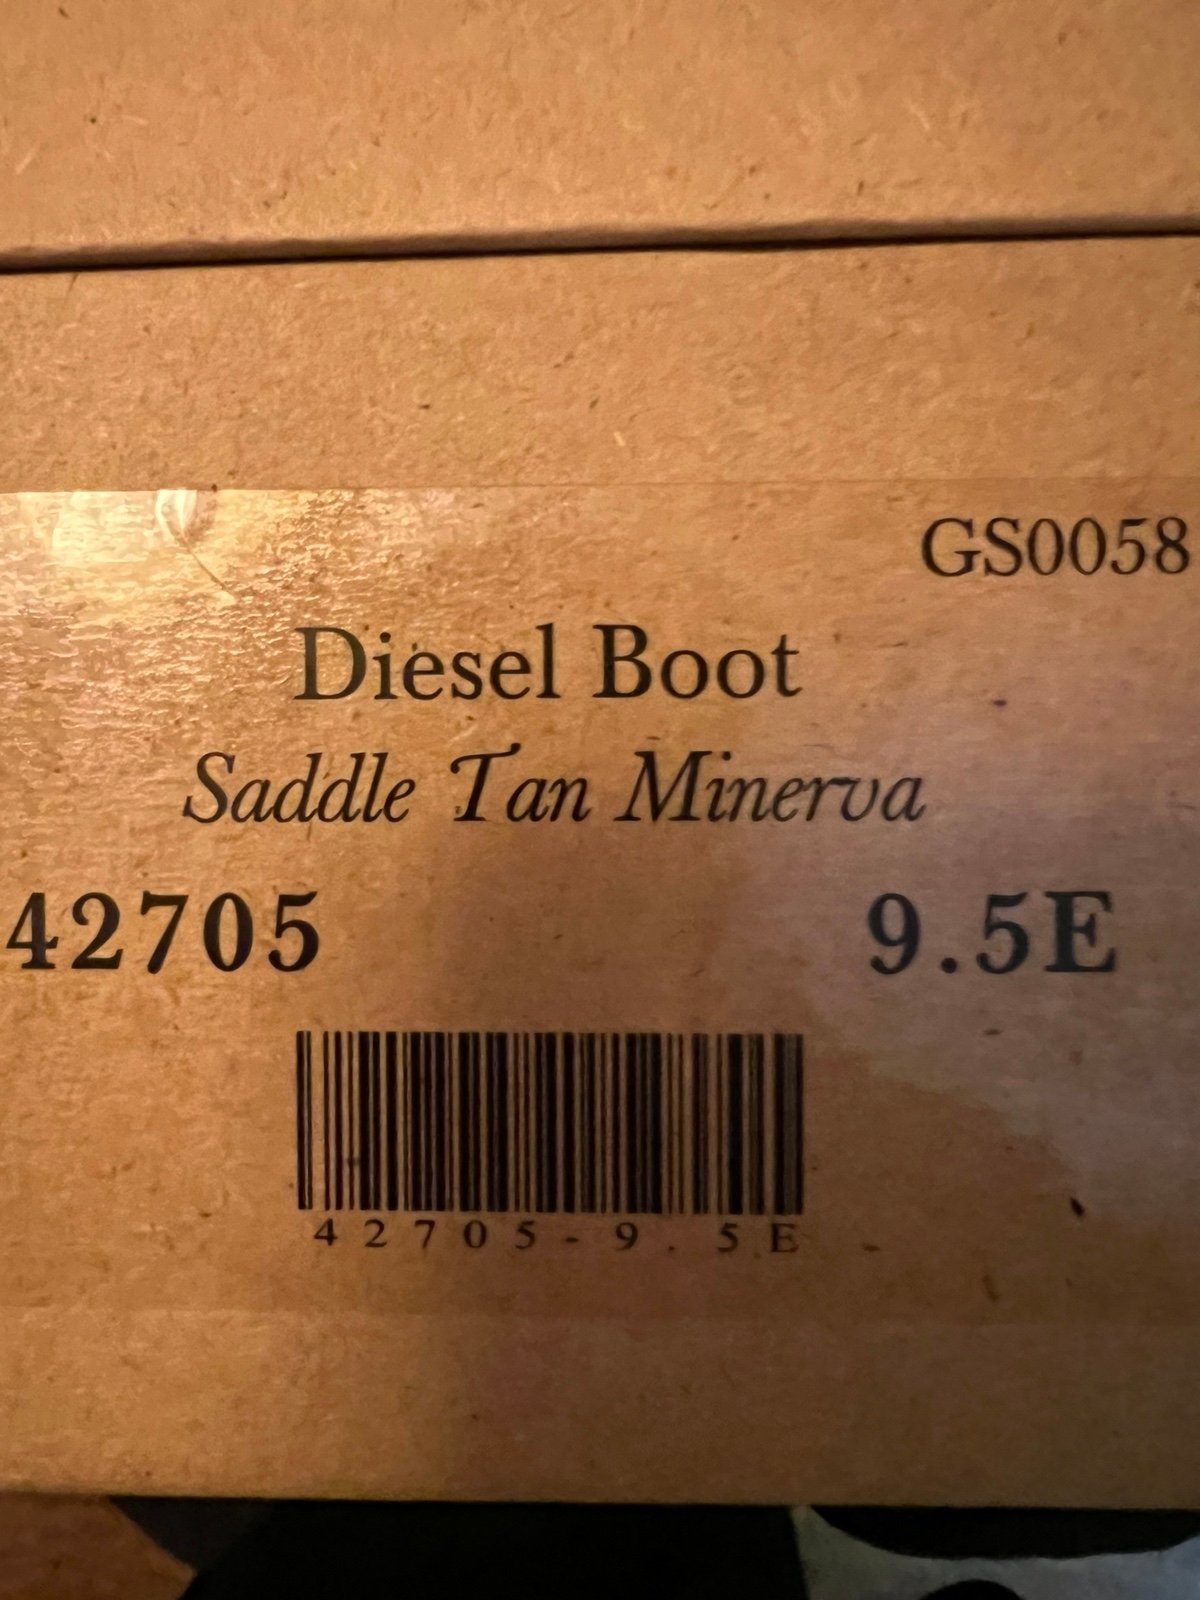 GS0058
Diesel Boot
Saddle Tan Minerva
42705 9.5E
42705-9.5E